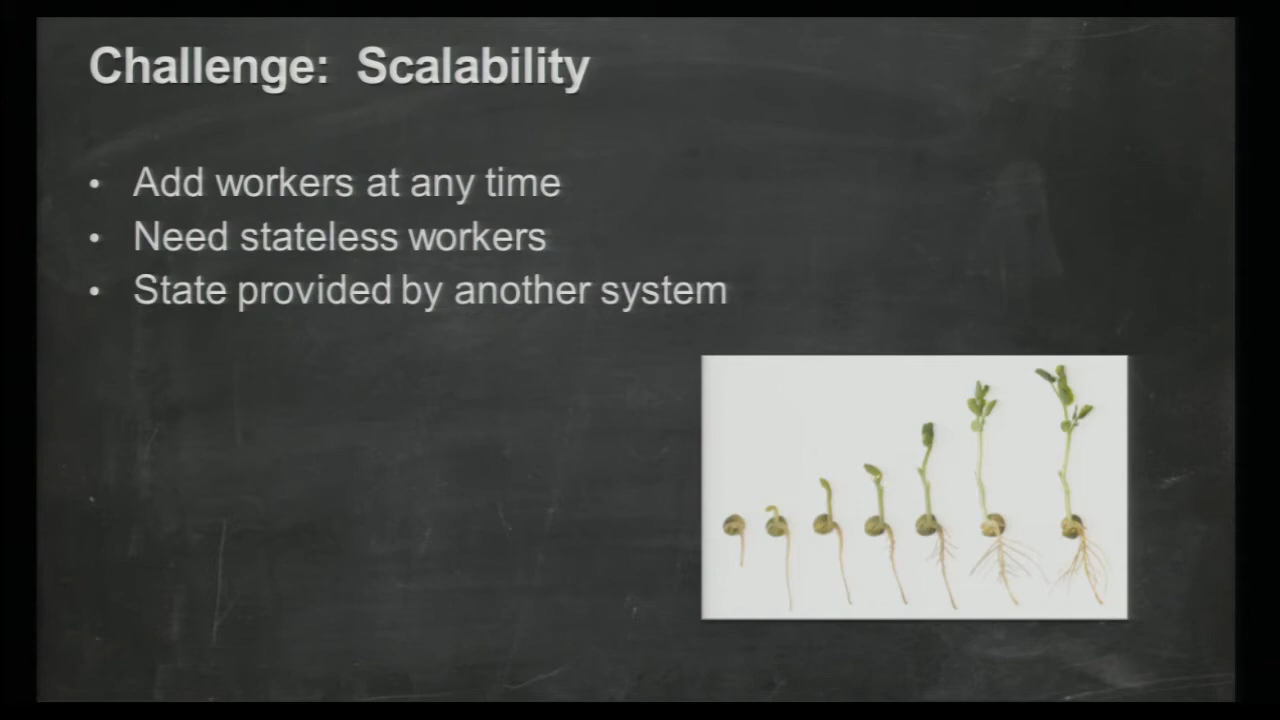 Challenge: Scalability
• Add workers at any time
• Need stateless workers
• State provided by another system